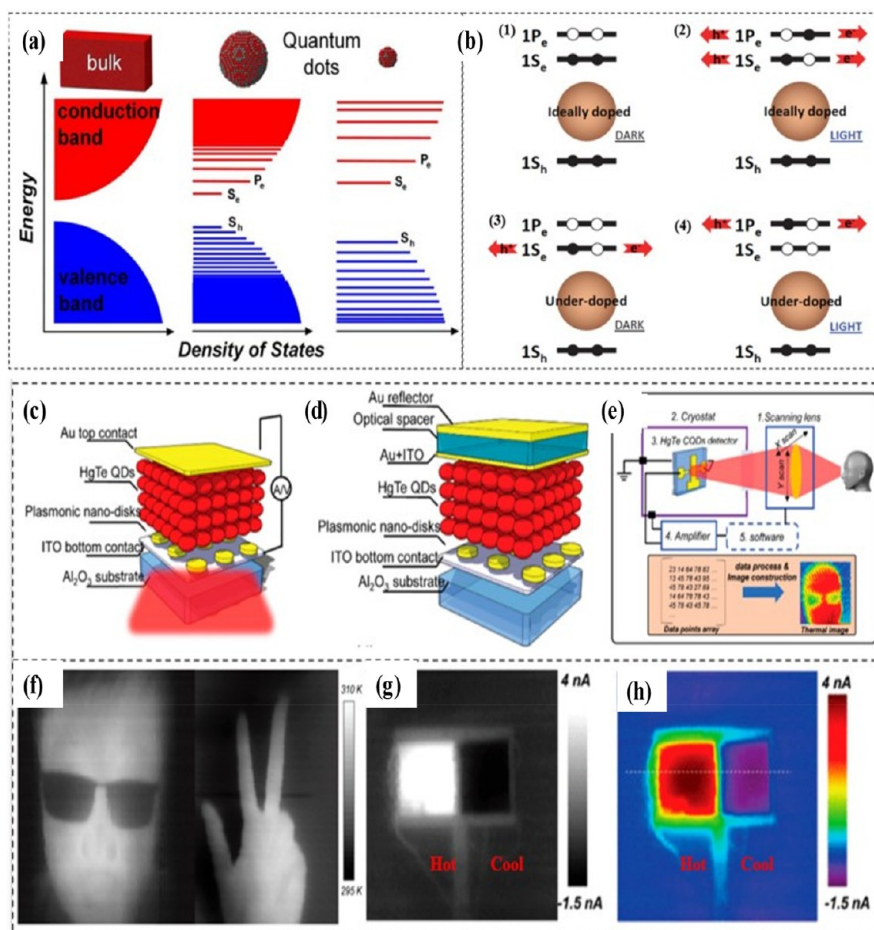 (a)
bulk
Quantum
dots
conduction
band
Pe
Se
Pe
Se
Sh
Sh
valence
band
Energy
Density of States
(b)
(1)
1Pe
1Se
Ideally doped
DARK
1Sh
(2)
h+ 1Pe e-
h+ 1Se e-
Ideally doped
LIGHT
1Sh
(3)
1Pe
h+ 1Se e-
Under-doped
DARK
1Sh
(4)
h+ 1Pe e-
1Se
Under-doped
LIGHT
1Sh
(c)
Au top contact
HgTe QDs
Plasmonic nano-disks
ITO bottom contact
Al2O3 substrate
A/V
(d)
Au reflector
Optical spacer
Au+ITO
HgTe QDs
Plasmonic nano-disks
ITO bottom contact
Al2O3 substrate
(e)
2. Cryostat
1.Scanning lens
3. HgTe CQDs detector
X scan
Y scan
4. Amplifier
5. software
data process &
Image construction
Data points array
Thermal image
(f)
310 K
295 K
(g)
Hot
Cool
4 nA
-1.5 nA
(h)
Hot
Cool
4 nA
-1.5 nA